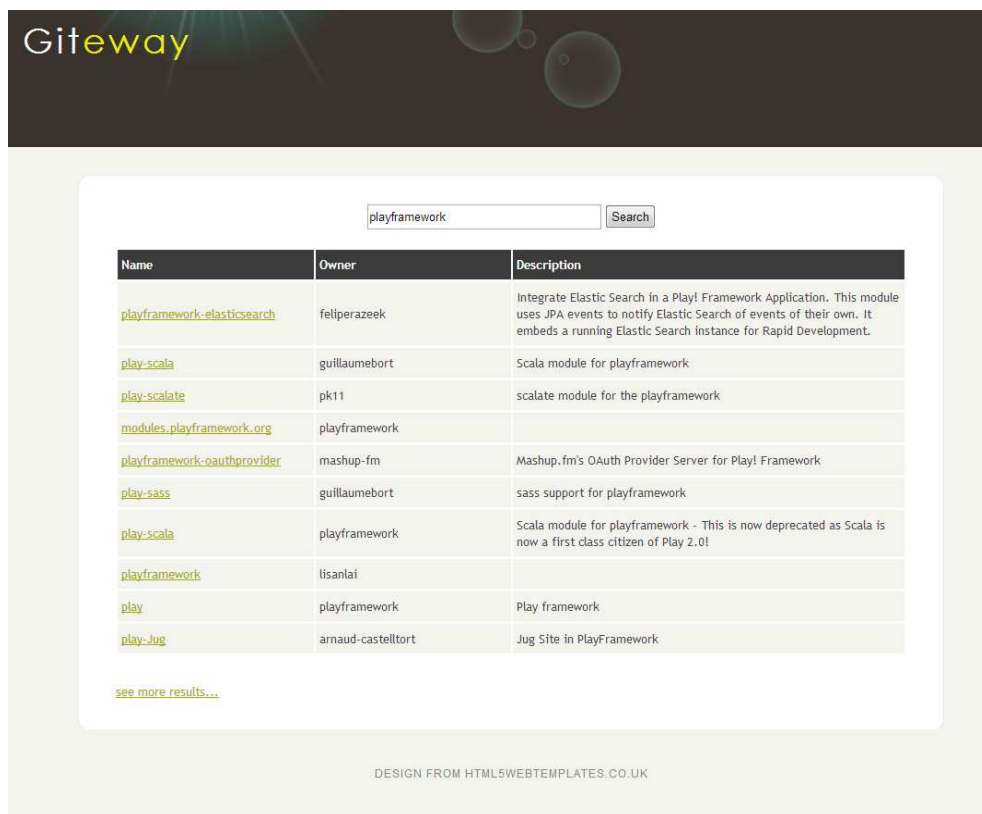 Giteway
playframework Search
Name Owner Description
playframework-elasticsearch feliperazeek Integrate Elastic Search in a Play! Framework Application. This module
uses JPA events to notify Elastic Search of events of their own. It
embeds a running Elastic Search instance for Rapid Development.
play-scala guillaumebort Scala module for playframework
play-scalate pk11 scalate module for the playframework
modules.playframework.org playframework
playframework-oauthprovider mashup-fm Mashup.fm's OAuth Provider Server for Play! Framework
play-sass guillaumebort sass support for playframework
play-scala playframework Scala module for playframework - This is now deprecated as Scala is
now a first class citizen of Play 2.0!
playframework lisanlai
play playframework Play framework
play-Jug arnaud-castelltort Jug Site in PlayFramework
see more results...
DESIGN FROM HTML5WEBTEMPLATES.CO.UK